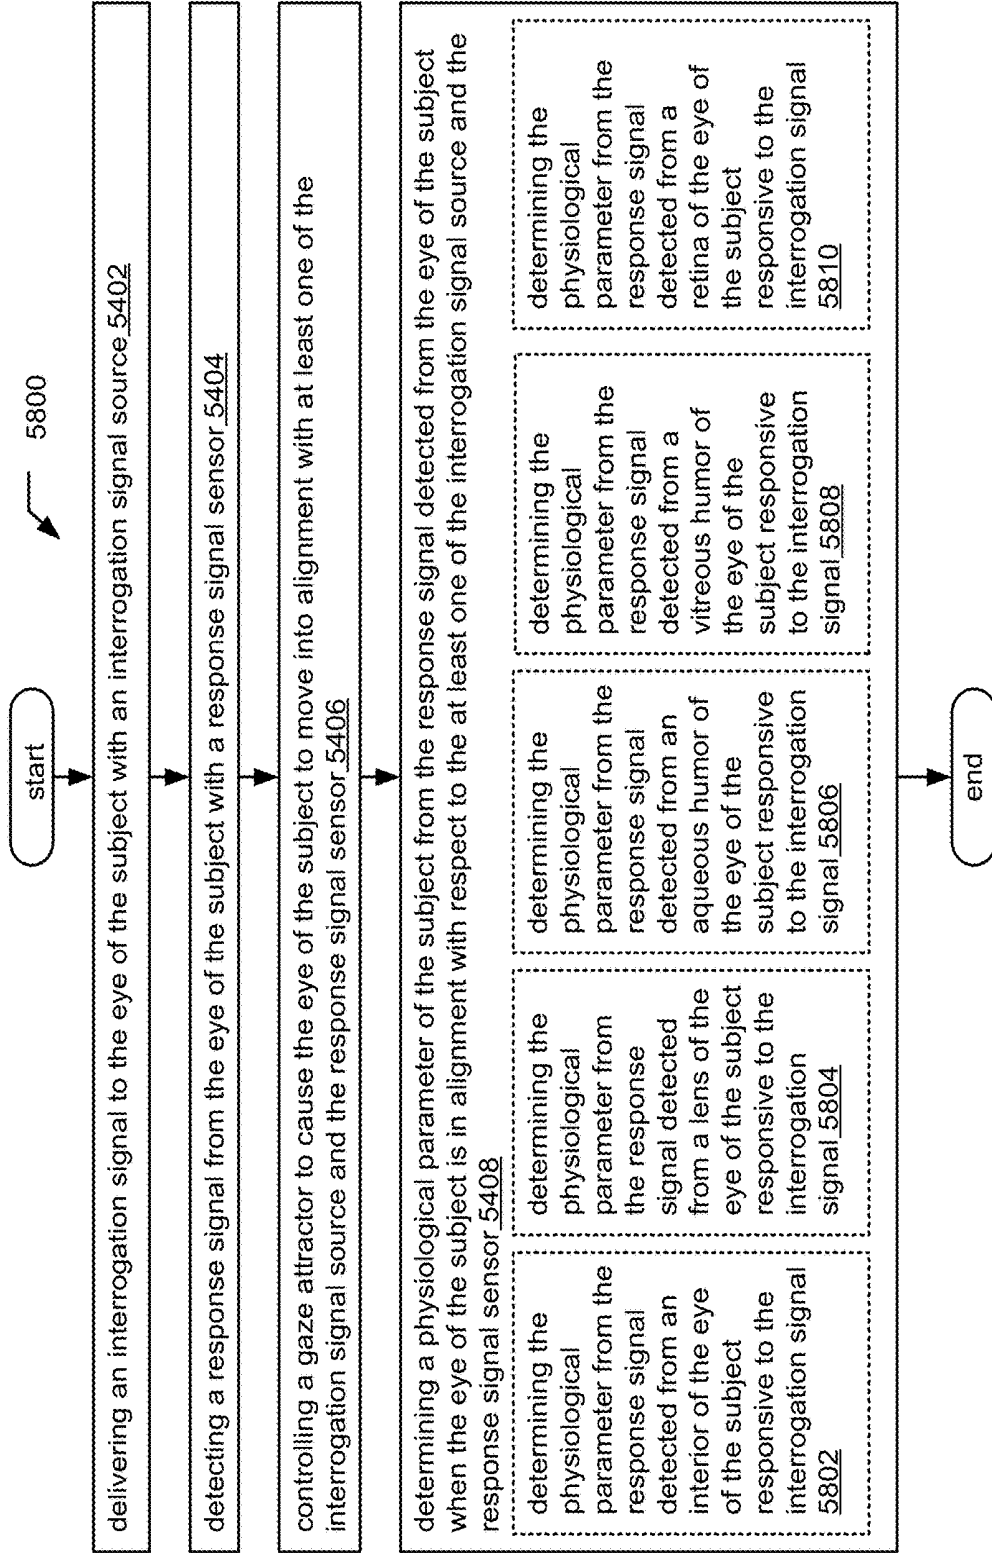 5800
start
delivering an interrogation signal to the eye of the subject with an interrogation signal source 5402
detecting a response signal from the eye of the subject with a response signal sensor 5404
controlling a gaze attractor to cause the eye of the subject to move into alignment with at least one of the
interrogation signal source and the response signal sensor 5406
determining a physiological parameter of the subject from the response signal detected from the eye of the subject
when the eye of the subject is in alignment with respect to the at least one of the interrogation signal source and the
response signal sensor 5408
determining the
physiological
parameter from the
response signal
detected from an
interior of the eye
of the subject
responsive to the
interrogation signal
5802
determining the
physiological
parameter from
the response
signal detected
from a lens of the
eye of the subject
responsive to the
interrogation
signal 5804
determining the
physiological
parameter from the
response signal
detected from an
aqueous humor of
the eye of the
subject responsive
to the interrogation
signal 5806
determining the
physiological
parameter from the
response signal
detected from a
vitreous humor of
the eye of the
subject responsive
to the interrogation
signal 5808
determining the
physiological
parameter from the
response signal
detected from a
retina of the eye of
the subject
responsive to the
interrogation signal
5810
end